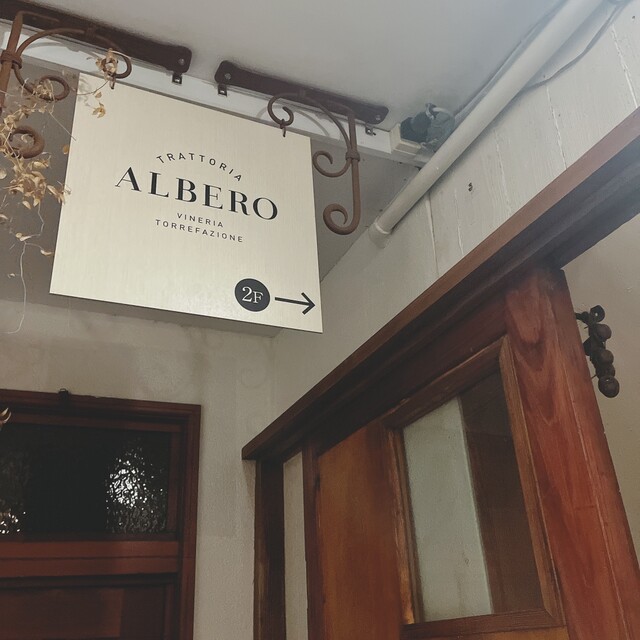 TRATTORIA
ALBERO
VINERIA
TORREFAZIONE
2F →